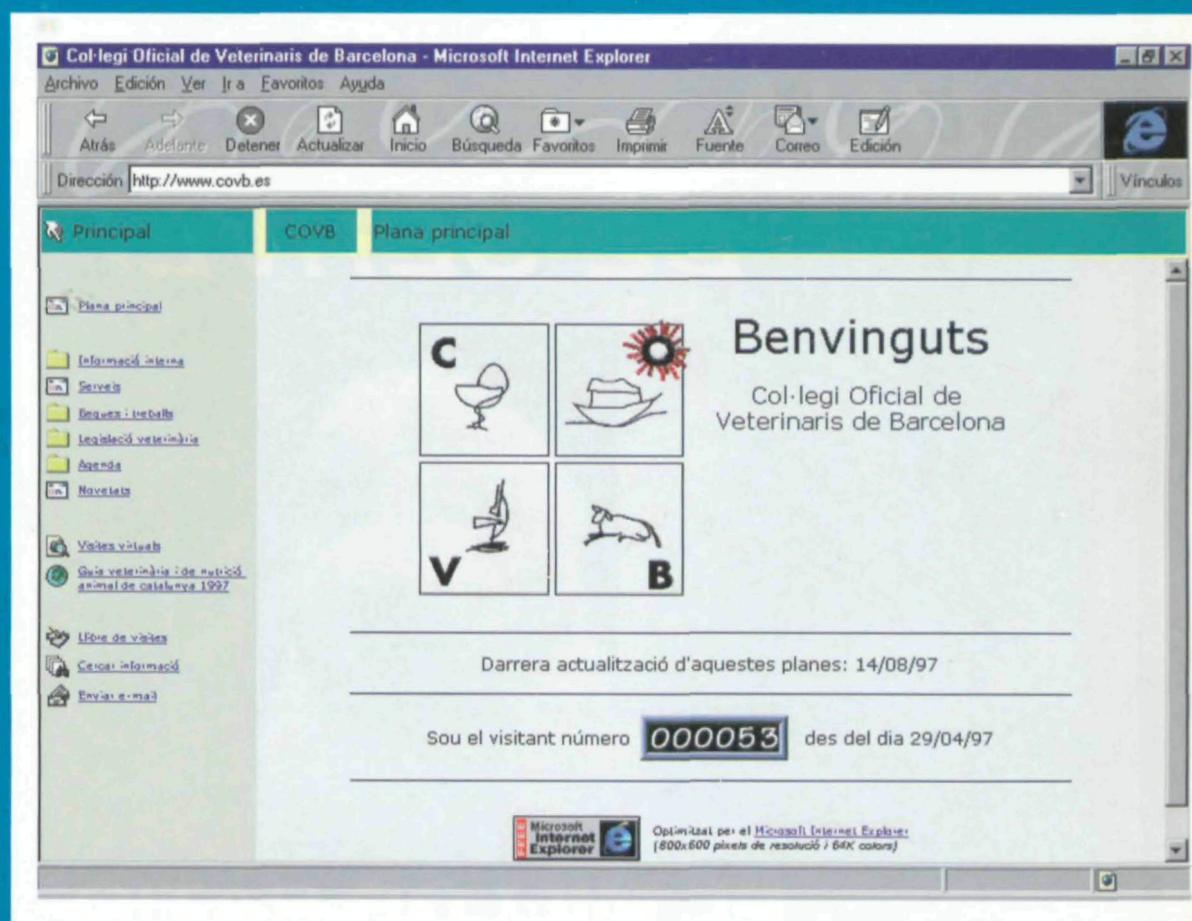 Col·legi Oficial de Veterinaris de Barcelona - Microsoft Internet Explorer
Archivo Edición Ver Ir a Favoritos Ayuda
Atrás Adelante Detener Actualizar Inicio Búsqueda Favoritos Imprimir Fuente Correo Edición
Dirección http://www.covb.es Vínculos
Principal COVB Plana principal
Plana principal
Informació interna
Serveis
Beques i treballs
Legislació veterinària
Agenda
Novetats
Visites virtuals
Guia veterinària i de nutrició
animal de catalunya 1997
Llibre de visites
Cercar informació
Enviar e-mail
C O
V B
Benvinguts
Col·legi Oficial de
Veterinaris de Barcelona
Darrera actualització d'aquestes planes: 14/08/97
Sou el visitant número 000053 des del dia 29/04/97
FREE Microsoft Internet Explorer
Optimitzat per el Microsoft Internet Explorer
(800x600 pixels de resolució i 64K colors)